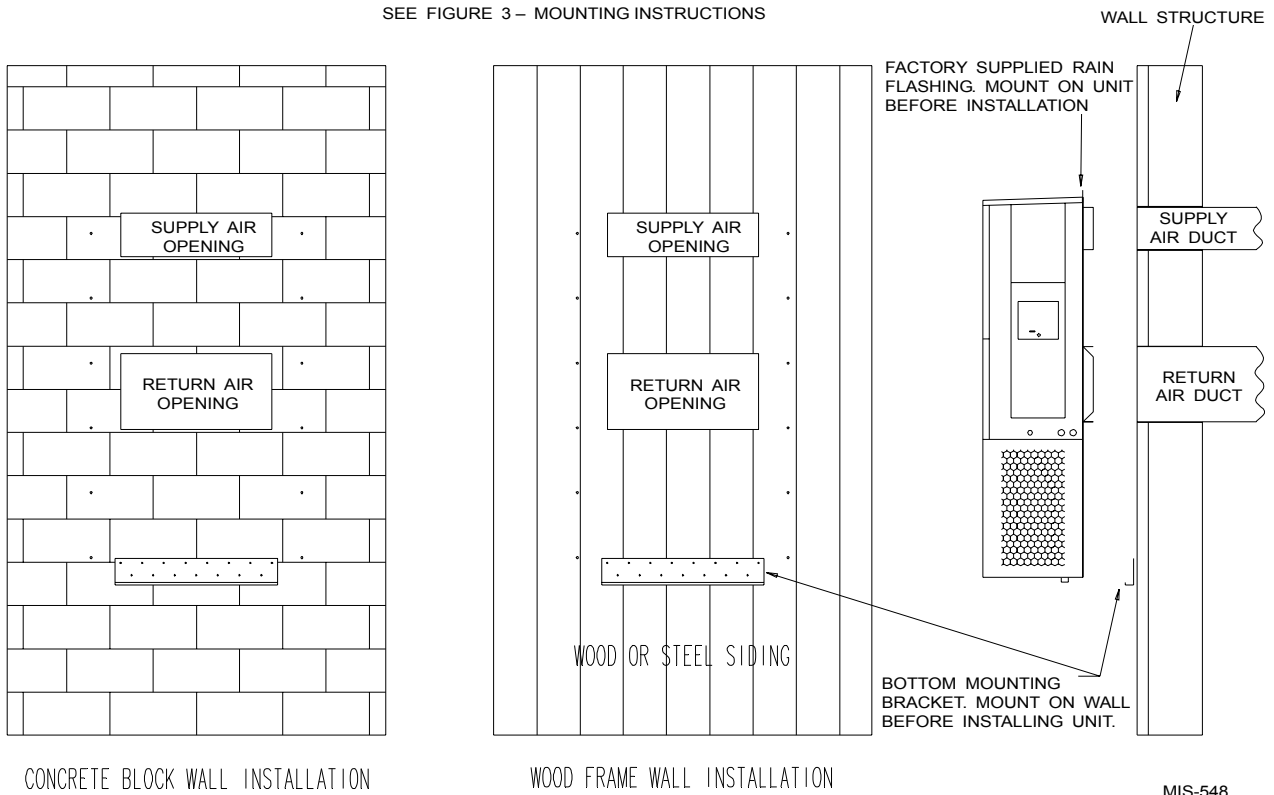 SEE FIGURE 3 – MOUNTING INSTRUCTIONS
WALL STRUCTURE
FACTORY SUPPLIED RAIN
FLASHING. MOUNT ON UNIT
BEFORE INSTALLATION
SUPPLY AIR
OPENING
SUPPLY AIR
OPENING
SUPPLY
AIR DUCT
RETURN AIR
OPENING
RETURN AIR
OPENING
RETURN
AIR DUCT
WOOD OR STEEL SIDING
BOTTOM MOUNTING
BRACKET. MOUNT ON WALL
BEFORE INSTALLING UNIT.
CONCRETE BLOCK WALL INSTALLATION
WOOD FRAME WALL INSTALLATION
MIS-548